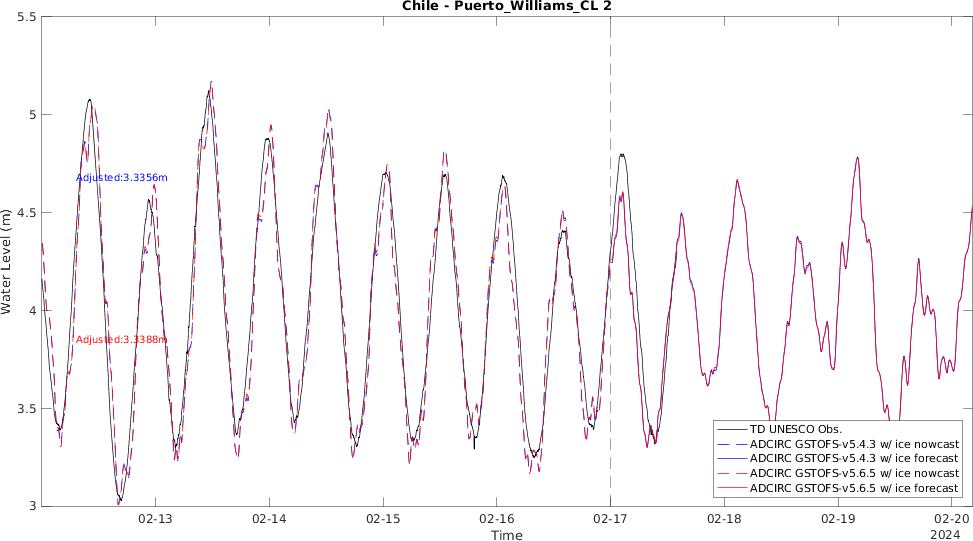 Chile - Puerto_Williams_CL 2
5.5
5
4.5
4
3.5
3
Water Level (m)
Adjusted:3.3356m
Adjusted:3.3388m
TD UNESCO Obs.
ADCIRC GSTOFS-v5.4.3 w/ ice nowcast
ADCIRC GSTOFS-v5.4.3 w/ ice forecast
ADCIRC GSTOFS-v5.6.5 w/ ice nowcast
ADCIRC GSTOFS-v5.6.5 w/ ice forecast
02-13
02-14
02-15
02-16
02-17
02-18
02-19
02-20
Time
2024